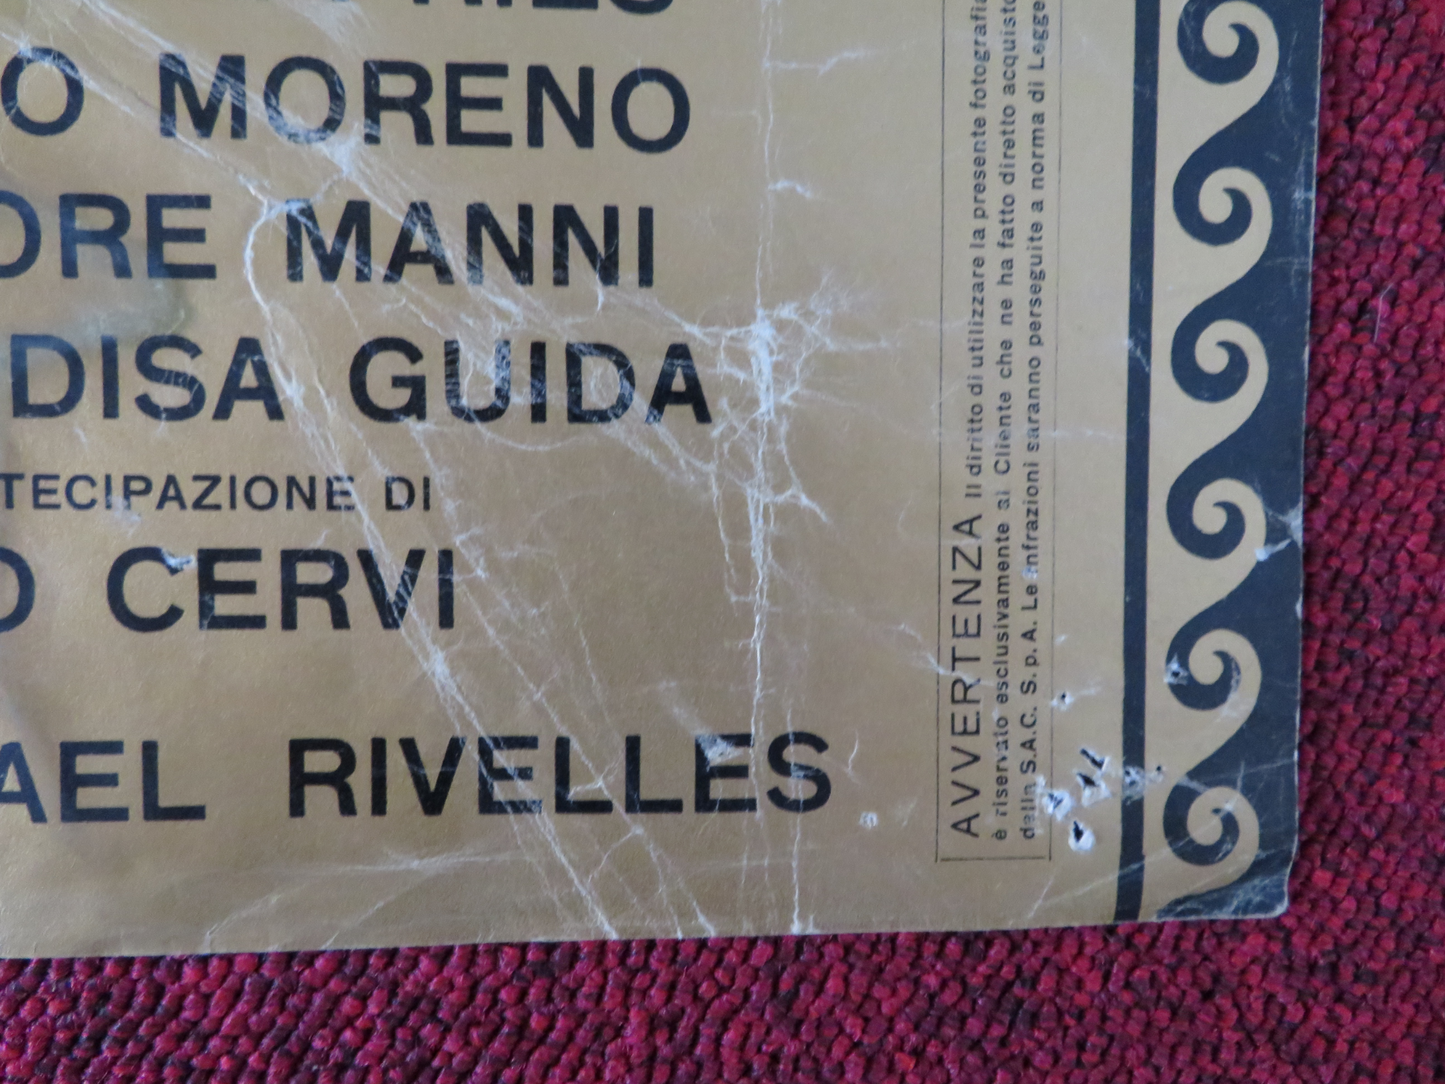 O MORENO
ORE MANNI
DISA GUIDA
TECIPAZIONE DI
O CERVI
AEL RIVELLES
AVVERTENZA Il diritto di utilizzare la presente fotografia
è riservato esclusivamente al Cliente che ne ha fatto diretto acquisto
della S.A.C. S.p.A. Le infrazioni saranno perseguite a norma di Legge